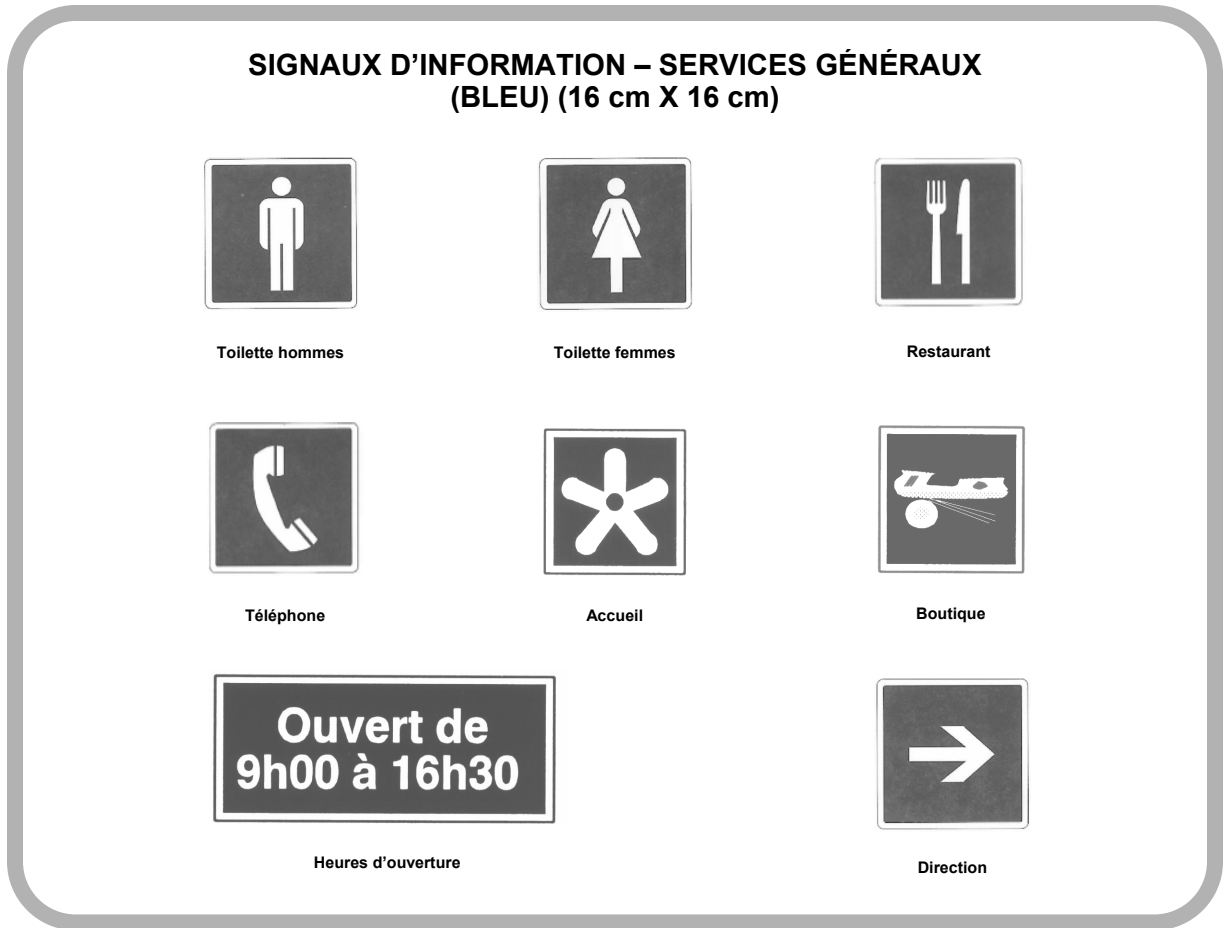 SIGNAUX D’INFORMATION – SERVICES GÉNÉRAUX
(BLEU) (16 cm X 16 cm)
Toilette hommes
Toilette femmes
Restaurant
Téléphone
Accueil
Boutique
Ouvert de
9h00 à 16h30
Heures d’ouverture
Direction